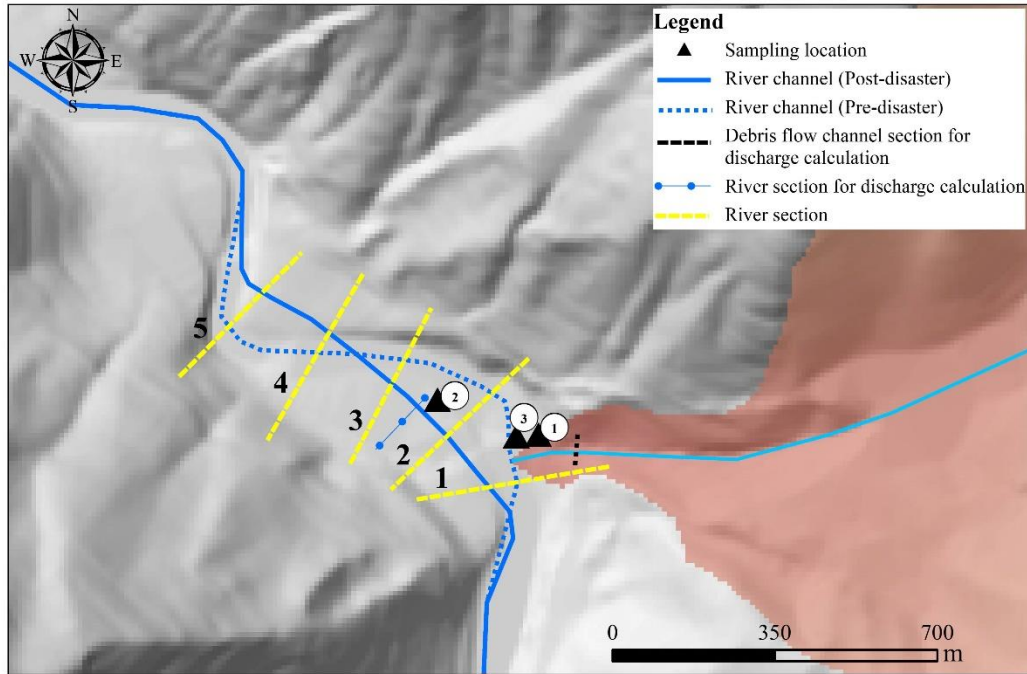 N
W E
S
Legend
Sampling location
River channel (Post-disaster)
River channel (Pre-disaster)
Debris flow channel section for
discharge calculation
River section for discharge calculation
River section
5
4
3
2
1
2
3
1
0 350 700
m